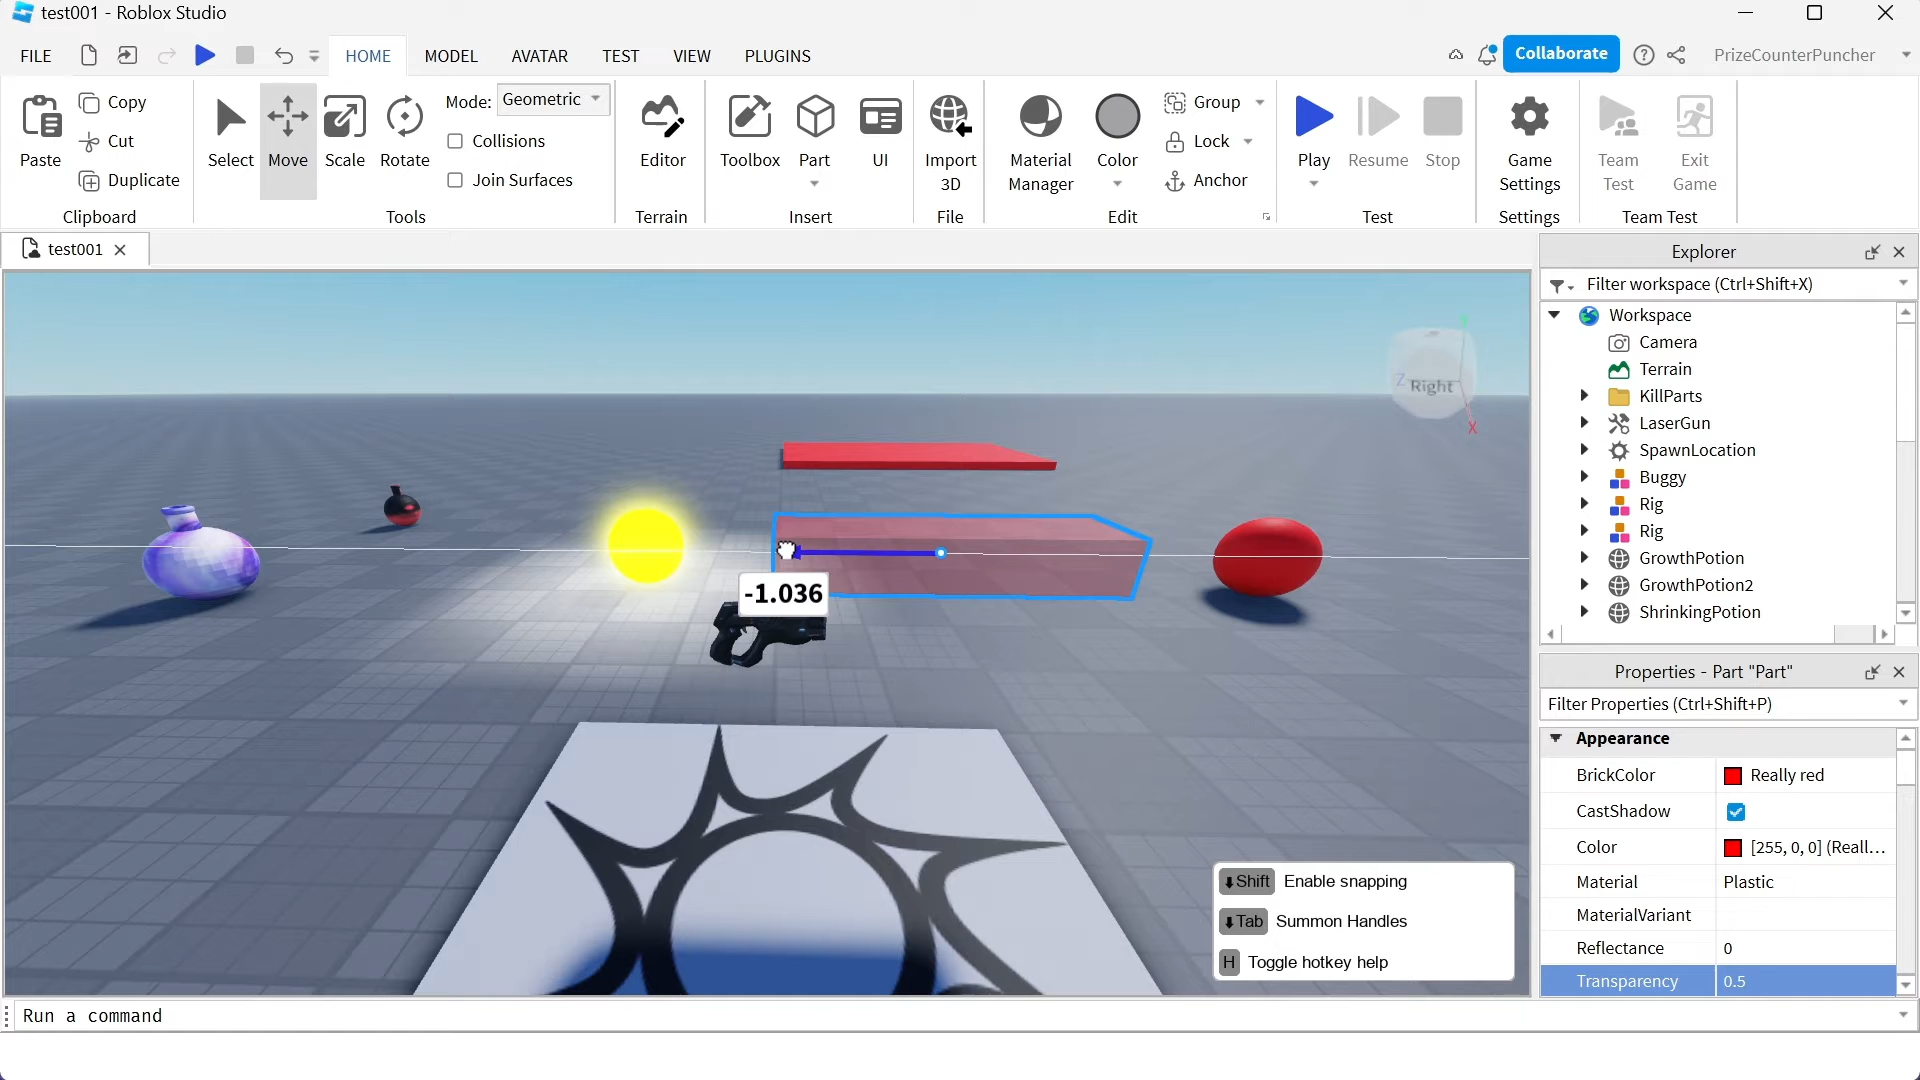 test001 - Roblox Studio
FILE HOME MODEL AVATAR TEST VIEW PLUGINS Collaborate PrizeCounterPuncher
Paste
Copy
Cut
Duplicate
Clipboard
Select
Move
Scale
Rotate
Mode: Geometric
Collisions
Join Surfaces
Tools
Editor
Terrain
Toolbox
Part
UI
Insert
Import
3D
File
Material
Manager
Color
Group
Lock
Anchor
Edit
Play
Resume
Stop
Test
Game
Settings
Settings
Team
Test
Exit
Game
Team Test
test001
Right
Z
Y
X
-1.036
Shift Enable snapping
Tab Summon Handles
H Toggle hotkey help
Explorer
Filter workspace (Ctrl+Shift+X)
Workspace
Camera
Terrain
KillParts
LaserGun
SpawnLocation
Buggy
Rig
Rig
GrowthPotion
GrowthPotion2
ShrinkingPotion
Properties - Part "Part"
Filter Properties (Ctrl+Shift+P)
Appearance
BrickColor Really red
CastShadow
Color [255, 0, 0] (Reall...
Material Plastic
MaterialVariant
Reflectance 0
Transparency 0.5
Run a command